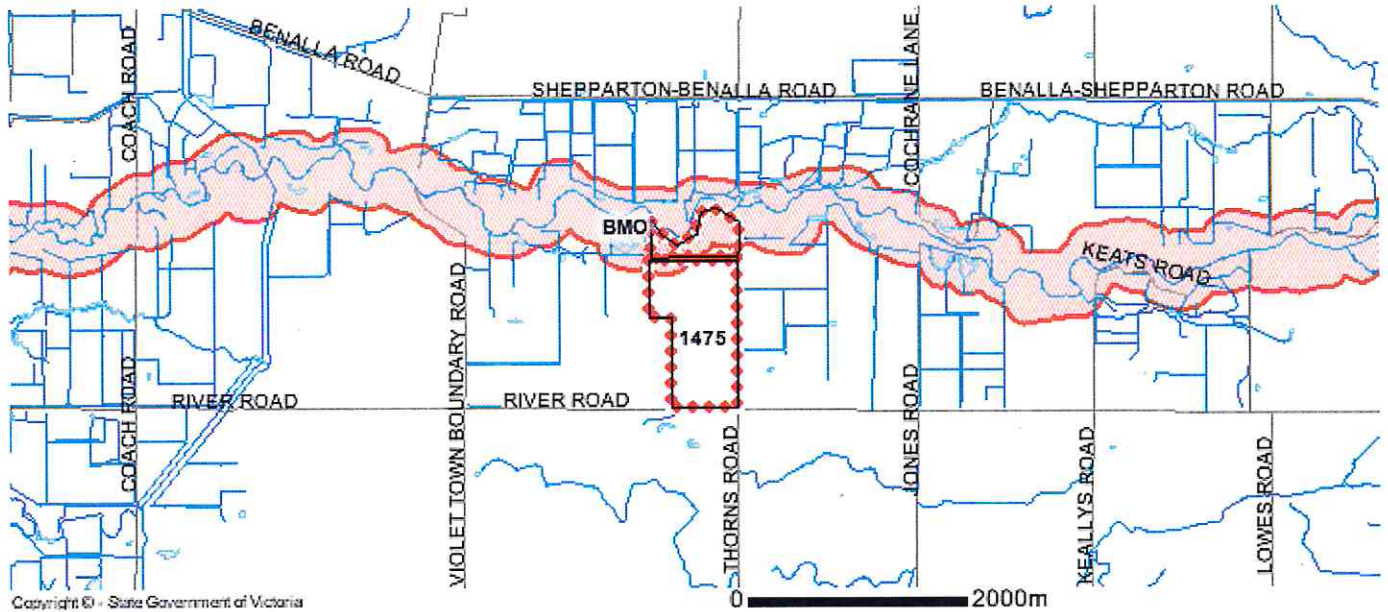 BENALLA ROAD
COACH ROAD
SHEPPARTON-BENALLA ROAD
COCHRANE LANE
BENALLA-SHEPPARTON ROAD
BMO
KEATS ROAD
1475
VIOLET TOWN BOUNDARY ROAD
COACH ROAD
RIVER ROAD
RIVER ROAD
THORNS ROAD
JONES ROAD
KEALLYS ROAD
LOWES ROAD
Copyright © - State Government of Victoria
0 2000m